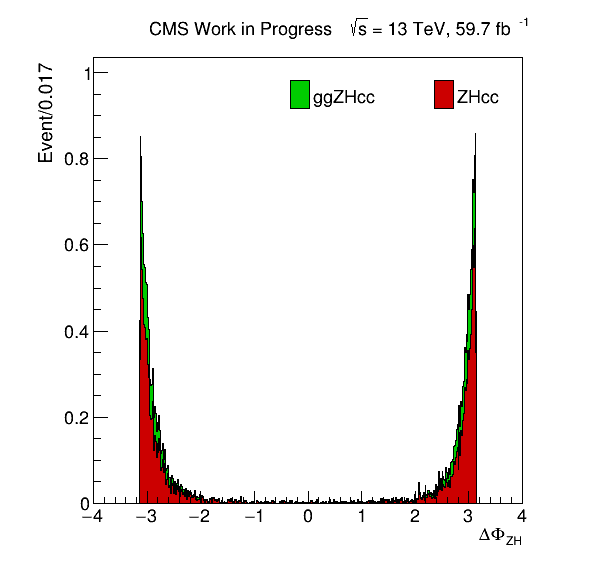 CMS Work in Progress √s = 13 TeV, 59.7 fb -1
Event/0.017
ggZHcc
ZHcc
1
0.8
0.6
0.4
0.2
0
−4 −3 −2 −1 0 1 2 3 4
ΔΦZH